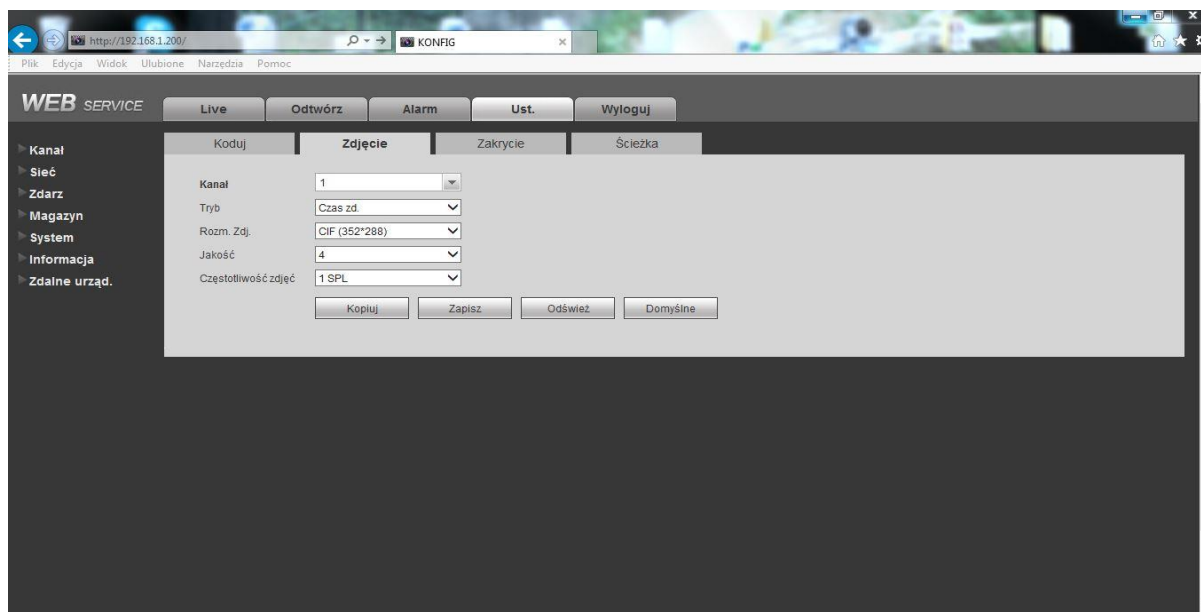 http://192.168.1.200/
KONFIG
Plik Edycja Widok Ulubione Narzędzia Pomoc
WEB SERVICE
Live Odtwórz Alarm Ust. Wyloguj
Koduj Zdjęcie Zakrycie Ścieżka
Kanał
Sieć
Zdarz
Magazyn
System
Informacja
Zdalne urząd.
Kanał 1
Tryb Czas zd.
Rozm. Zdj. CIF (352*288)
Jakość 4
Częstotliwość zdjęć 1 SPL
Kopiuj Zapisz Odśwież Domyślne